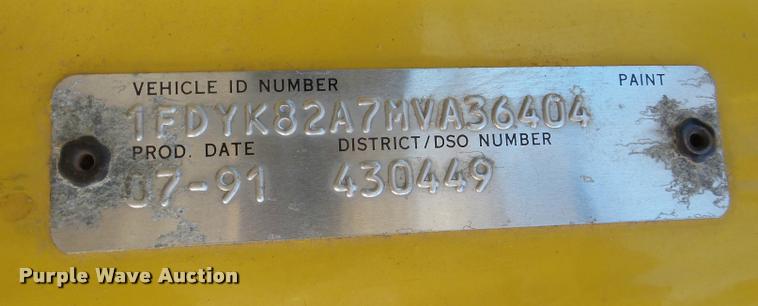 VEHICLE ID NUMBER PAINT
1FDYK82A7MVA36404
PROD. DATE DISTRICT/DSO NUMBER
07-91 430449
Purple Wave Auction